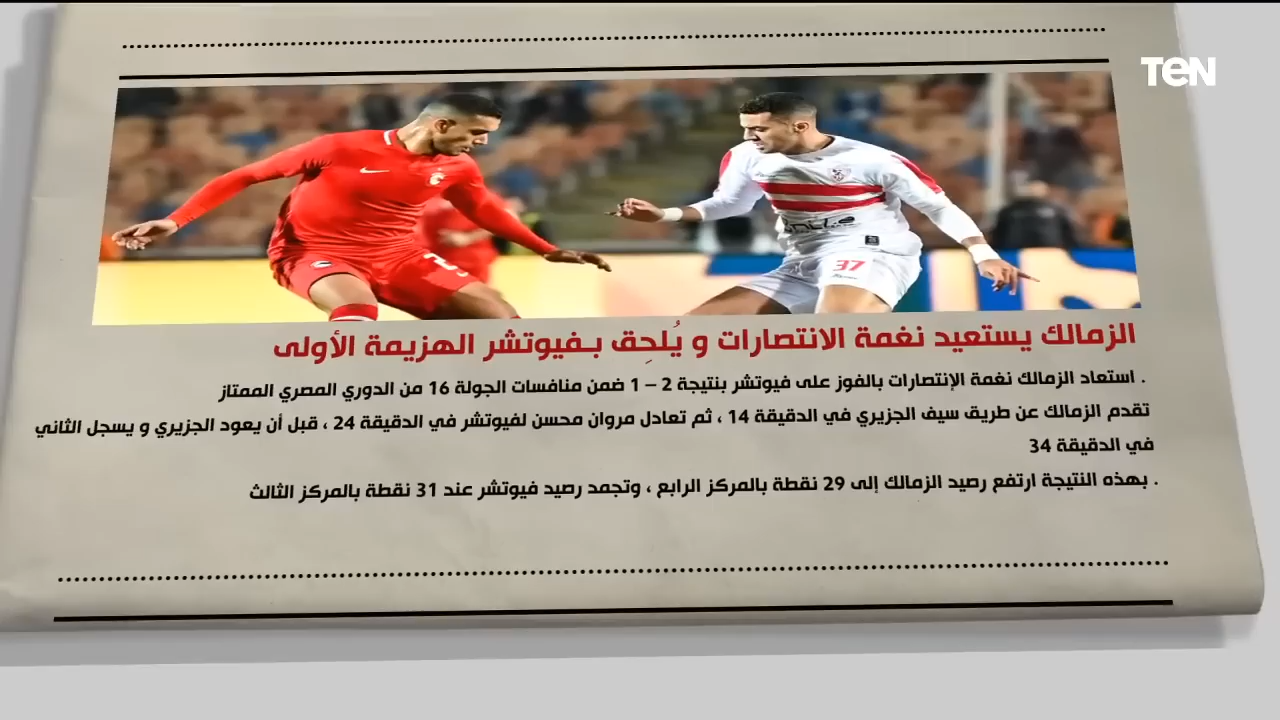 TeN
37
الزمالك يستعيد نغمة الانتصارات و يُلحِق بـفيوتشر الهزيمة الأولى
. استعاد الزمالك نغمة الإنتصارات بالفوز على فيوتشر بنتيجة 2 – 1 ضمن منافسات الجولة 16 من الدوري المصري الممتاز
تقدم الزمالك عن طريق سيف الجزيري في الدقيقة 14 ، ثم تعادل مروان محسن لفيوتشر في الدقيقة 24 ، قبل أن يعود الجزيري و يسجل الثاني
في الدقيقة 34
. بهذه النتيجة ارتفع رصيد الزمالك إلى 29 نقطة بالمركز الرابع ، وتجمد رصيد فيوتشر عند 31 نقطة بالمركز الثالث